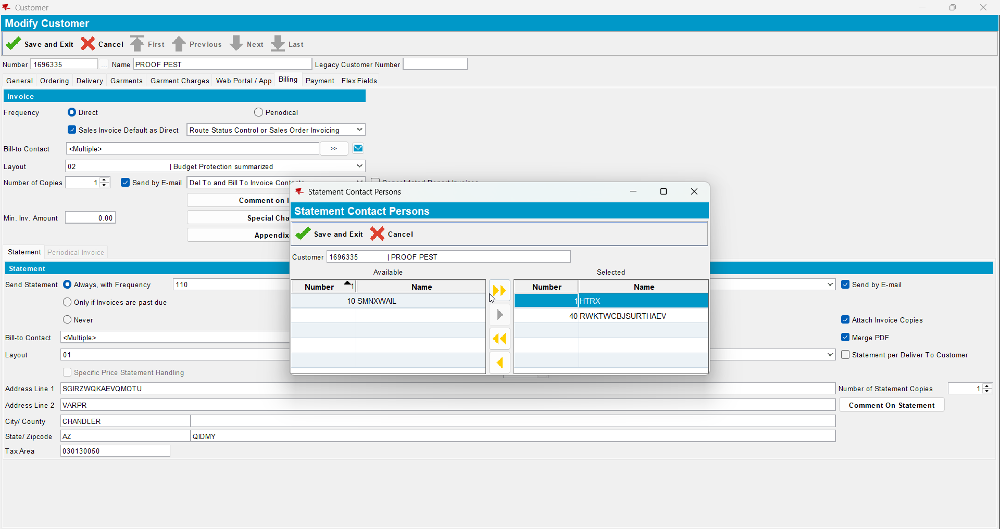 Customer
Modify Customer
Save and Exit Cancel First Previous Next Last
Number 1696335 ... Name PROOF PEST Legacy Customer Number
General Ordering Delivery Garments Garment Charges Web Portal / App Billing Payment FlexFields
Invoice
Frequency Direct Periodical
Sales Invoice Default as Direct Route Status Control or Sales Order Invoicing
Bill-to Contact <Multiple> >>
Layout 02 | Budget Protection summarized
Number of Copies 1 Send by E-mail Del To and Bill To Invoice Contacts
Comment on I
Min. Inv. Amount 0.00 Special Cha
Appendix
Statement Periodical Invoice
Statement
Send Statement Always, with Frequency 110 Send by E-mail
Only if Invoices are past due
Never Attach Invoice Copies
Bill-to Contact <Multiple> Merge PDF
Layout 01 Statement per Deliver To Customer
Specific Price Statement Handling
Address Line 1 SGIRZWQKAEVQMOTU Number of Statement Copies 1
Address Line 2 VARPR Comment On Statement
City/ County CHANDLER
State/ Zipcode AZ QIDMY
Tax Area 030130050
Statement Contact Persons
Statement Contact Persons
Save and Exit Cancel
Customer 1696335 | PROOF PEST
Available Selected
Number 1 Name Number Name
10 SMNXWAIL 1 HTRX
40 RWKTWCBJSURTHAEV